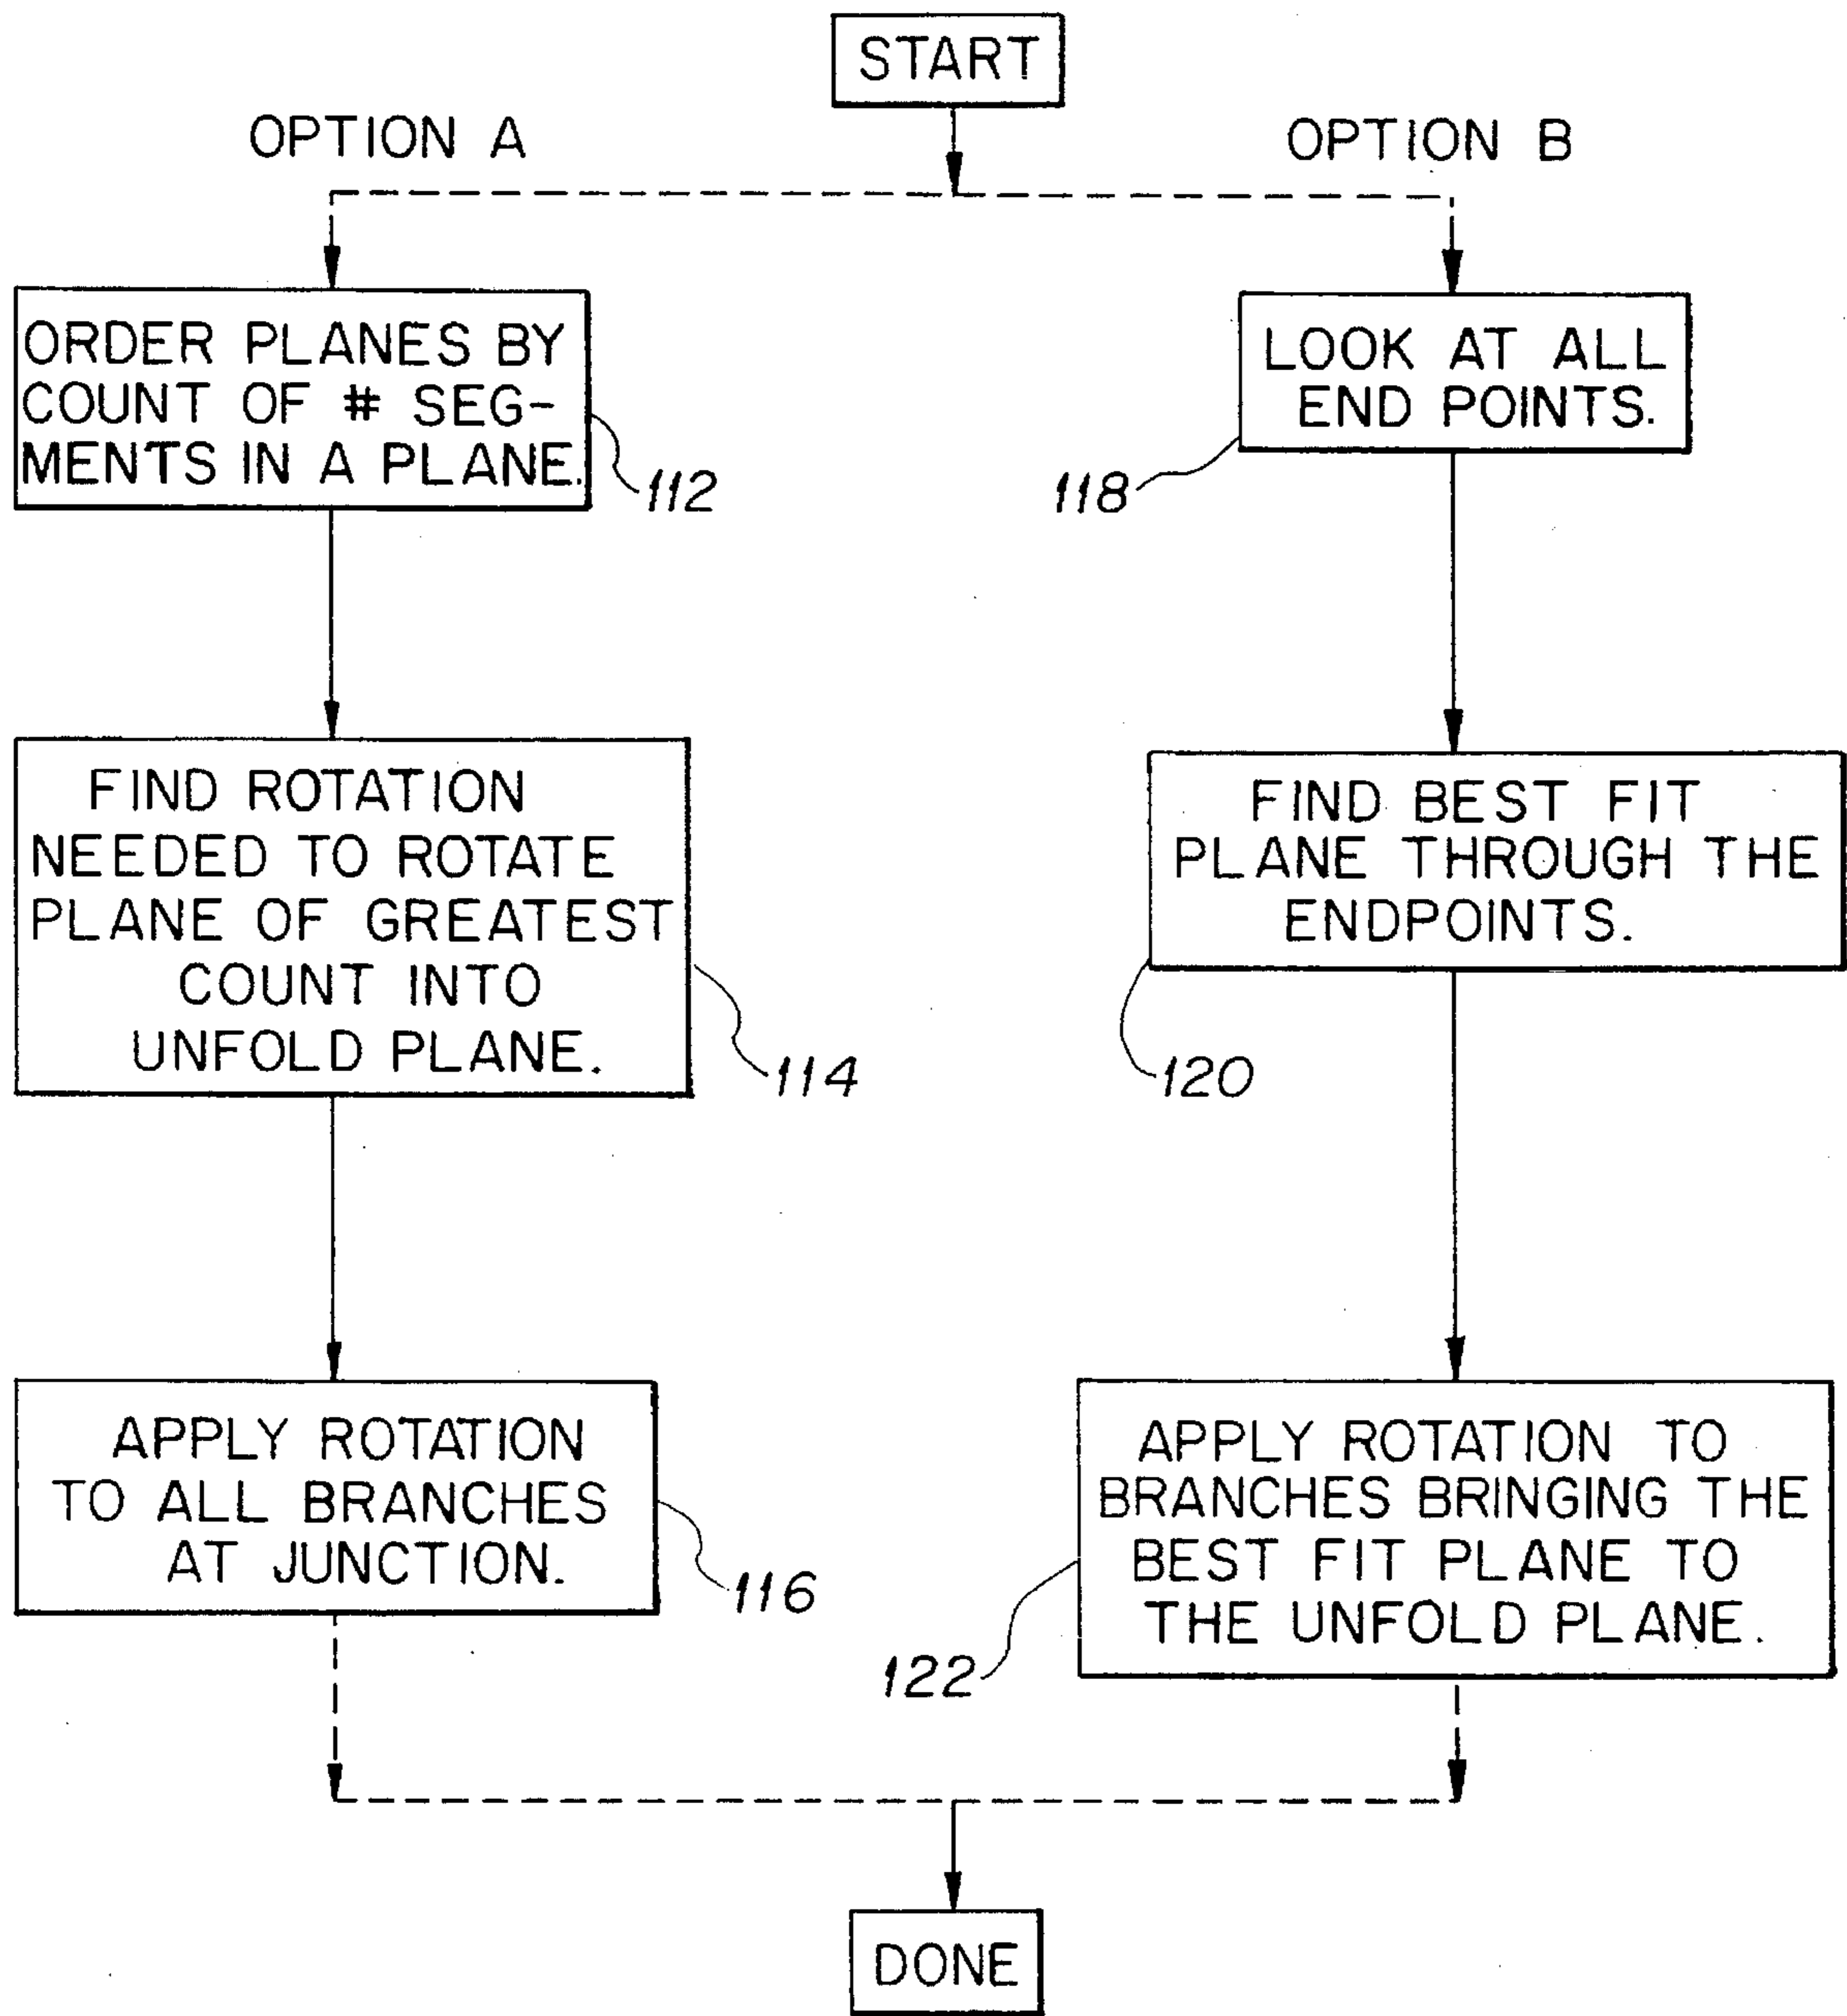 START
OPTION A
OPTION B
ORDER PLANES BY
COUNT OF # SEG-
MENTS IN A PLANE.
112
LOOK AT ALL
END POINTS.
118
FIND ROTATION
NEEDED TO ROTATE
PLANE OF GREATEST
COUNT INTO
UNFOLD PLANE.
114
FIND BEST FIT
PLANE THROUGH THE
ENDPOINTS.
120
APPLY ROTATION
TO ALL BRANCHES
AT JUNCTION.
116
APPLY ROTATION TO
BRANCHES BRINGING THE
BEST FIT PLANE TO
THE UNFOLD PLANE.
122
DONE